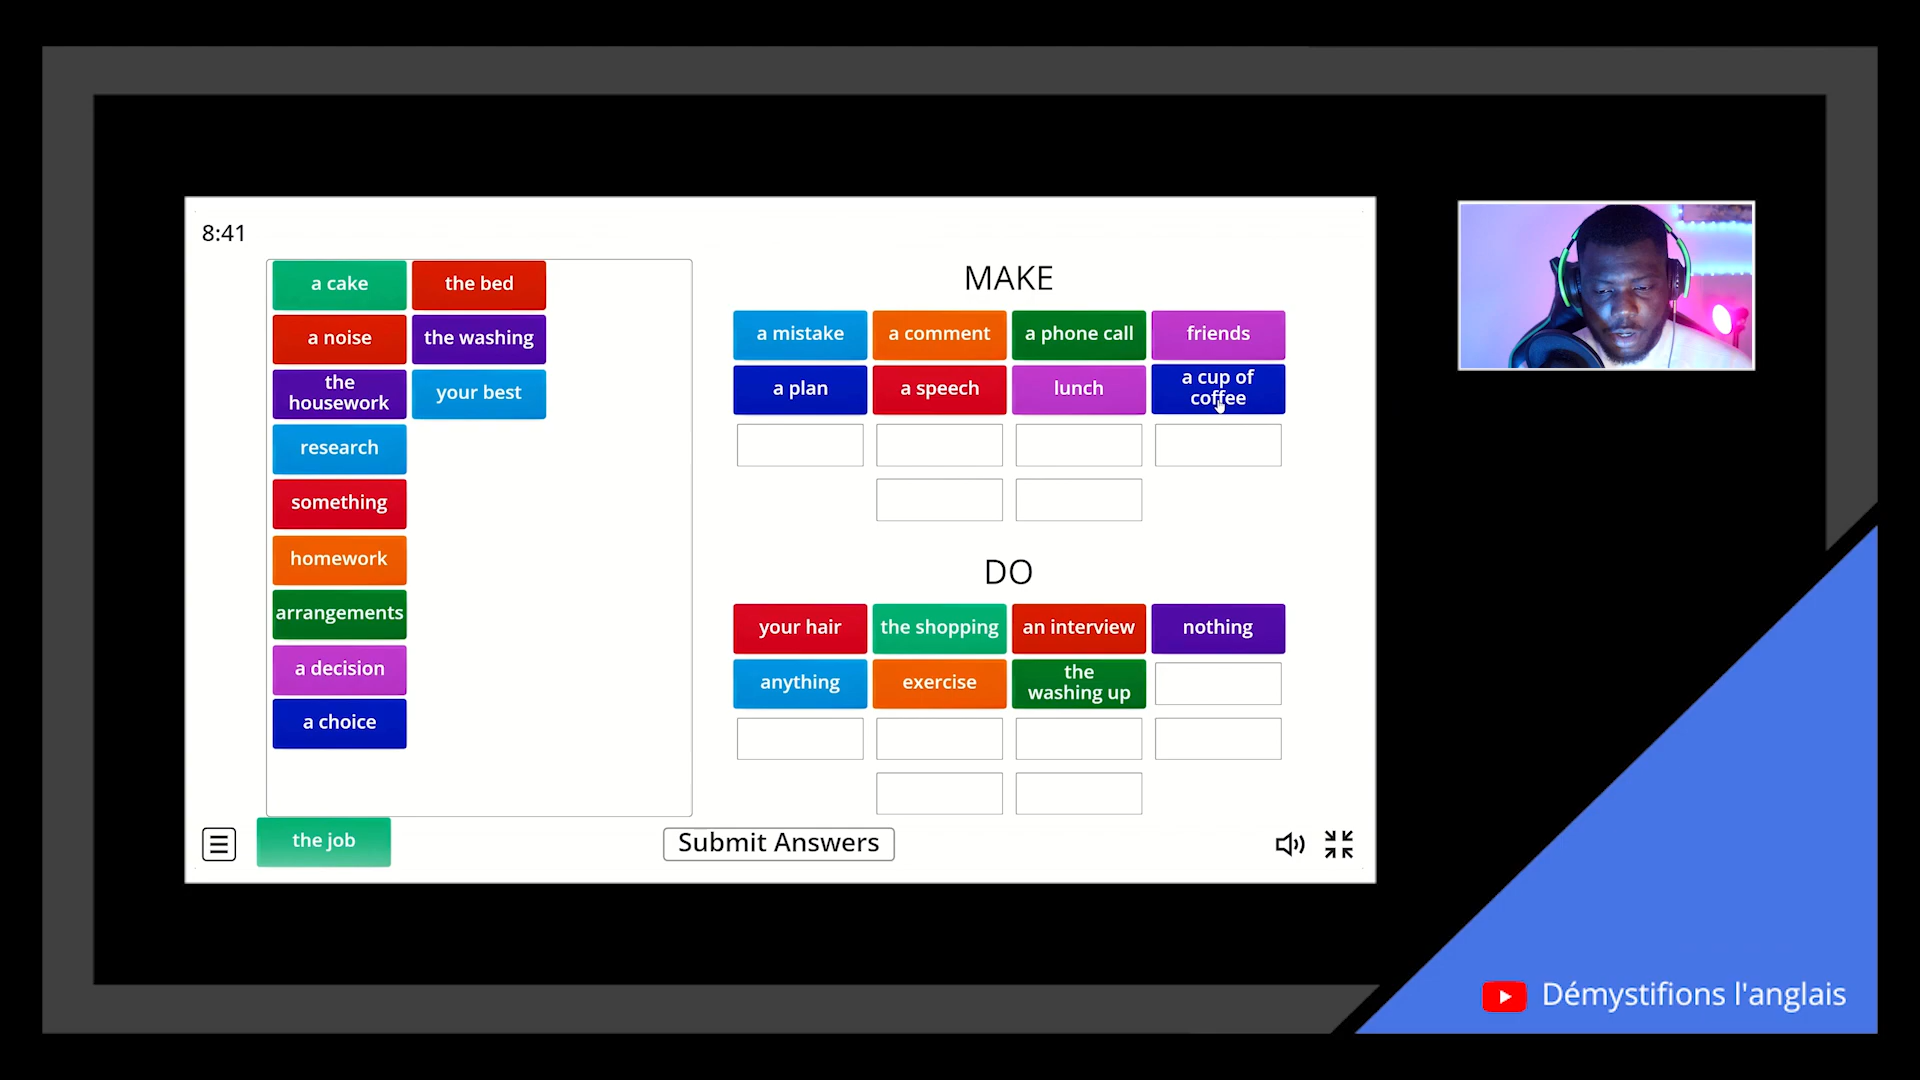 8:41
a cake
the bed
a noise
the washing
the
housework
your best
research
something
homework
arrangements
a decision
a choice
the job
MAKE
a mistake
a comment
a phone call
friends
a plan
a speech
lunch
a cup of
coffee
DO
your hair
the shopping
an interview
nothing
anything
exercise
the
washing up
Submit Answers
Démystifions l'anglais